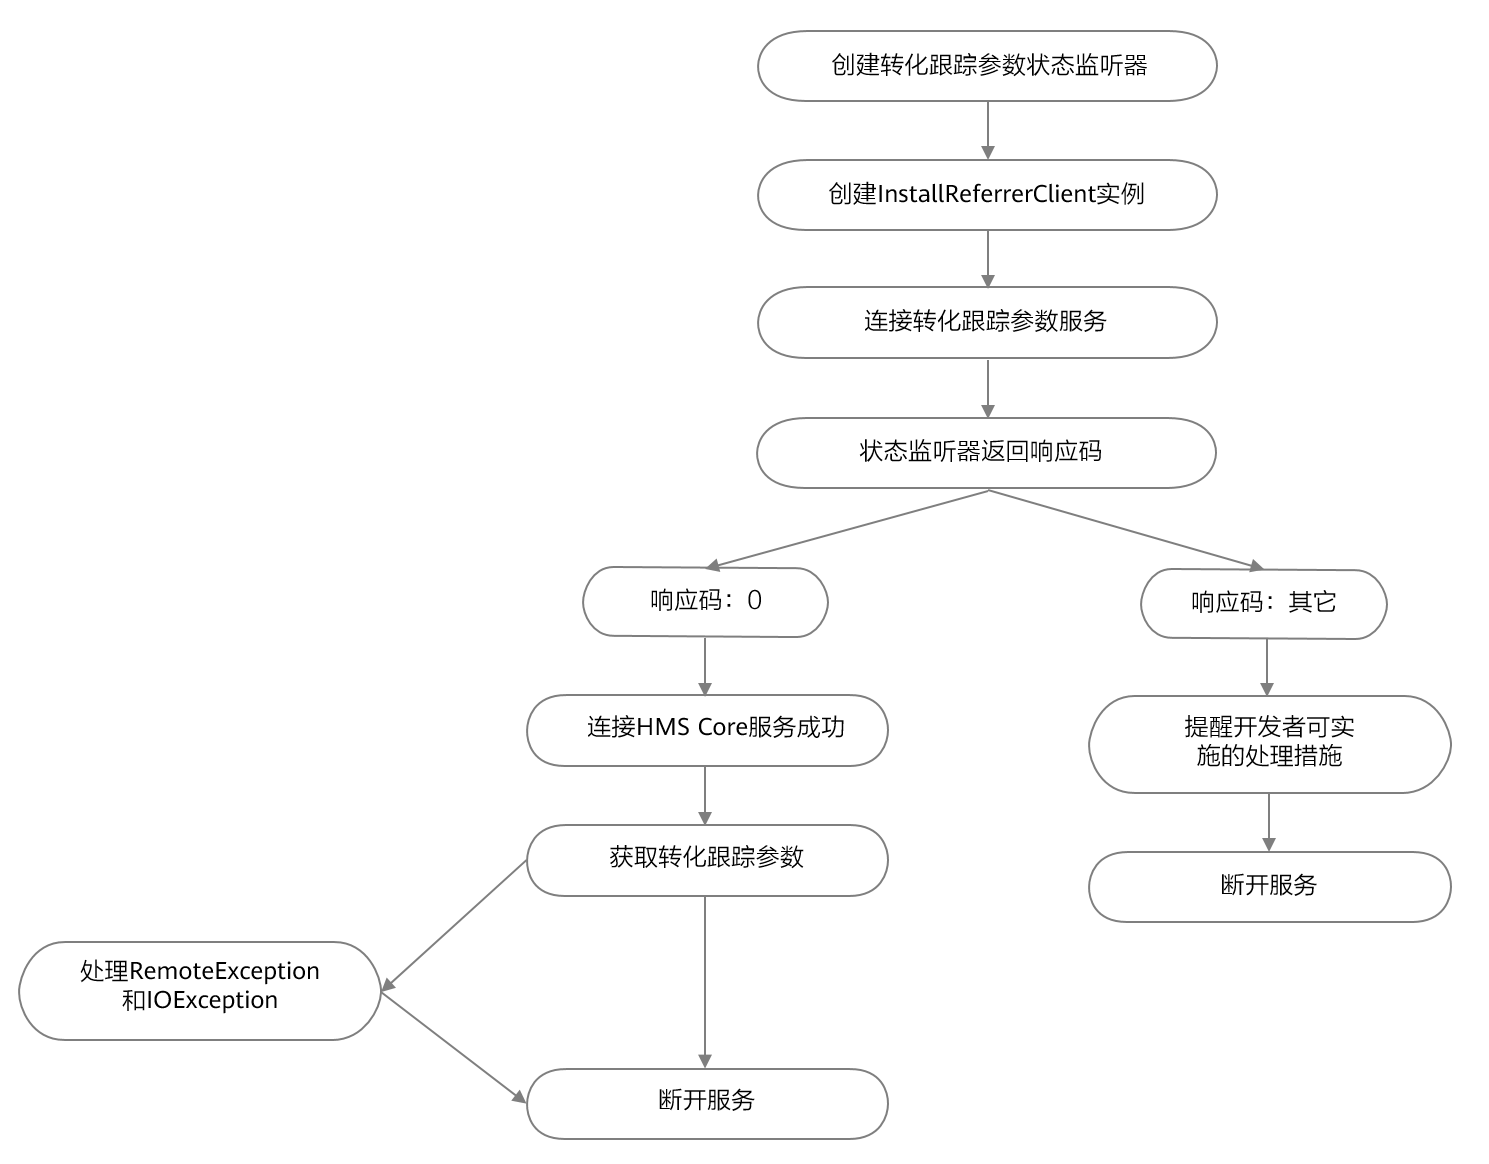 创建转化跟踪参数状态监听器
创建InstallReferrerClient实例
连接转化跟踪参数服务
状态监听器返回响应码
响应码：0
响应码：其它
连接HMS Core服务成功
提醒开发者可实
施的处理措施
获取转化跟踪参数
断开服务
处理RemoteException
和IOException
断开服务